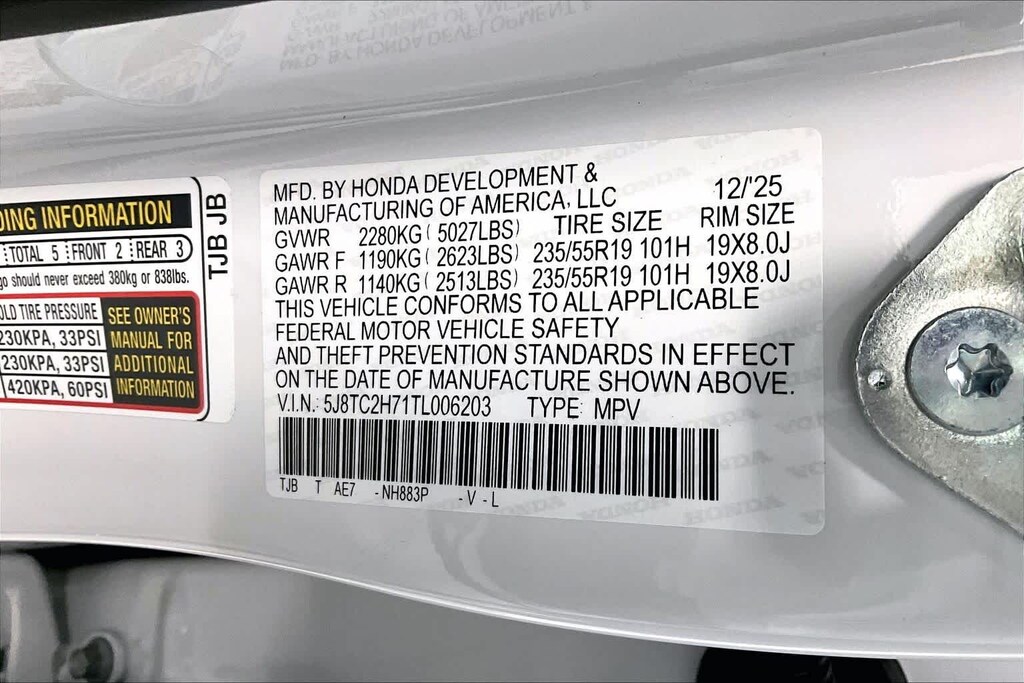 DING INFORMATION
TOTAL 5 FRONT 2 REAR 3
go should never exceed 380kg or 838lbs.
OLD TIRE PRESSURE
230KPA, 33PSI
230KPA, 33PSI
420KPA, 60PSI
SEE OWNER'S
MANUAL FOR
ADDITIONAL
INFORMATION
TJB JB
MFD. BY HONDA DEVELOPMENT &
MANUFACTURING OF AMERICA, LLC 12/'25
GVWR 2280KG ( 5027LBS) TIRE SIZE RIM SIZE
GAWR F 1190KG ( 2623LBS) 235/55R19 101H 19X8.0J
GAWR R 1140KG ( 2513LBS) 235/55R19 101H 19X8.0J
THIS VEHICLE CONFORMS TO ALL APPLICABLE
FEDERAL MOTOR VEHICLE SAFETY
AND THEFT PREVENTION STANDARDS IN EFFECT
ON THE DATE OF MANUFACTURE SHOWN ABOVE.
V.I.N.: 5J8TC2H71TL006203 TYPE: MPV
TJB T AE7 -NH883P -V-L